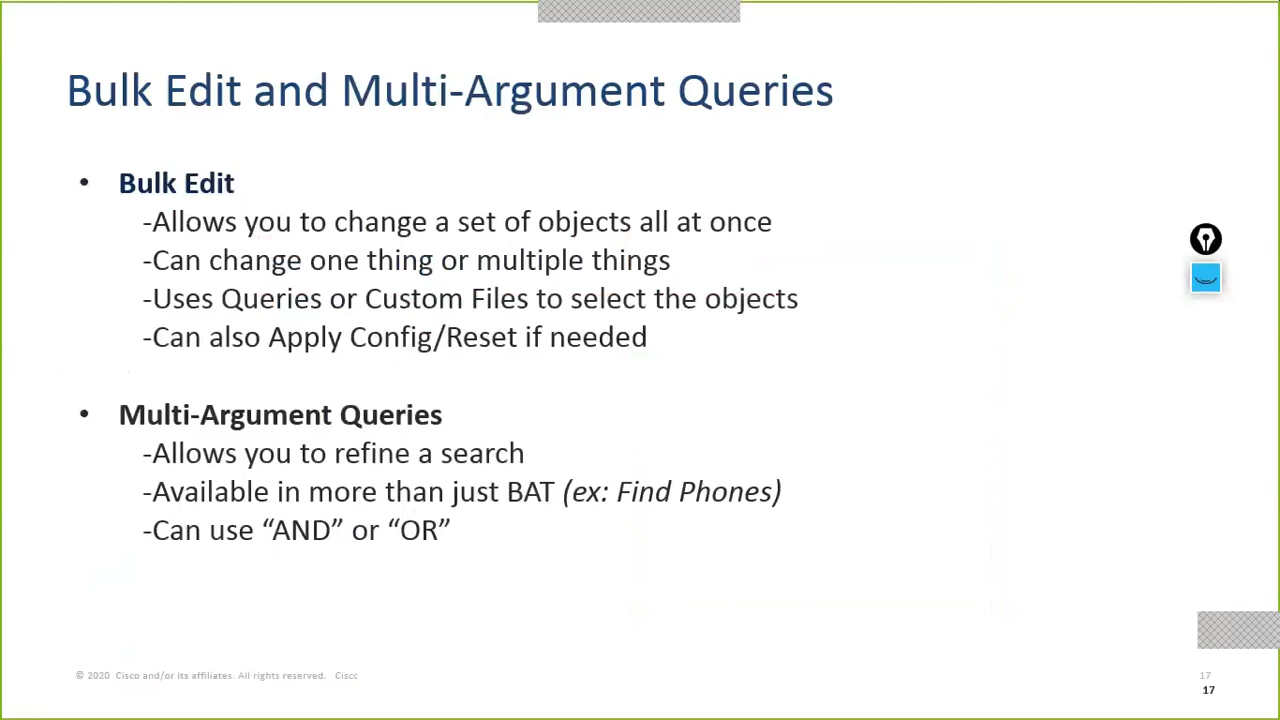 Bulk Edit and Multi-Argument Queries
• Bulk Edit
-Allows you to change a set of objects all at once
-Can change one thing or multiple things
-Uses Queries or Custom Files to select the objects
-Can also Apply Config/Reset if needed
• Multi-Argument Queries
-Allows you to refine a search
-Available in more than just BAT (ex: Find Phones)
-Can use “AND” or “OR”
© 2020 Cisco and/or its affiliates. All rights reserved. Ciscc
17
17